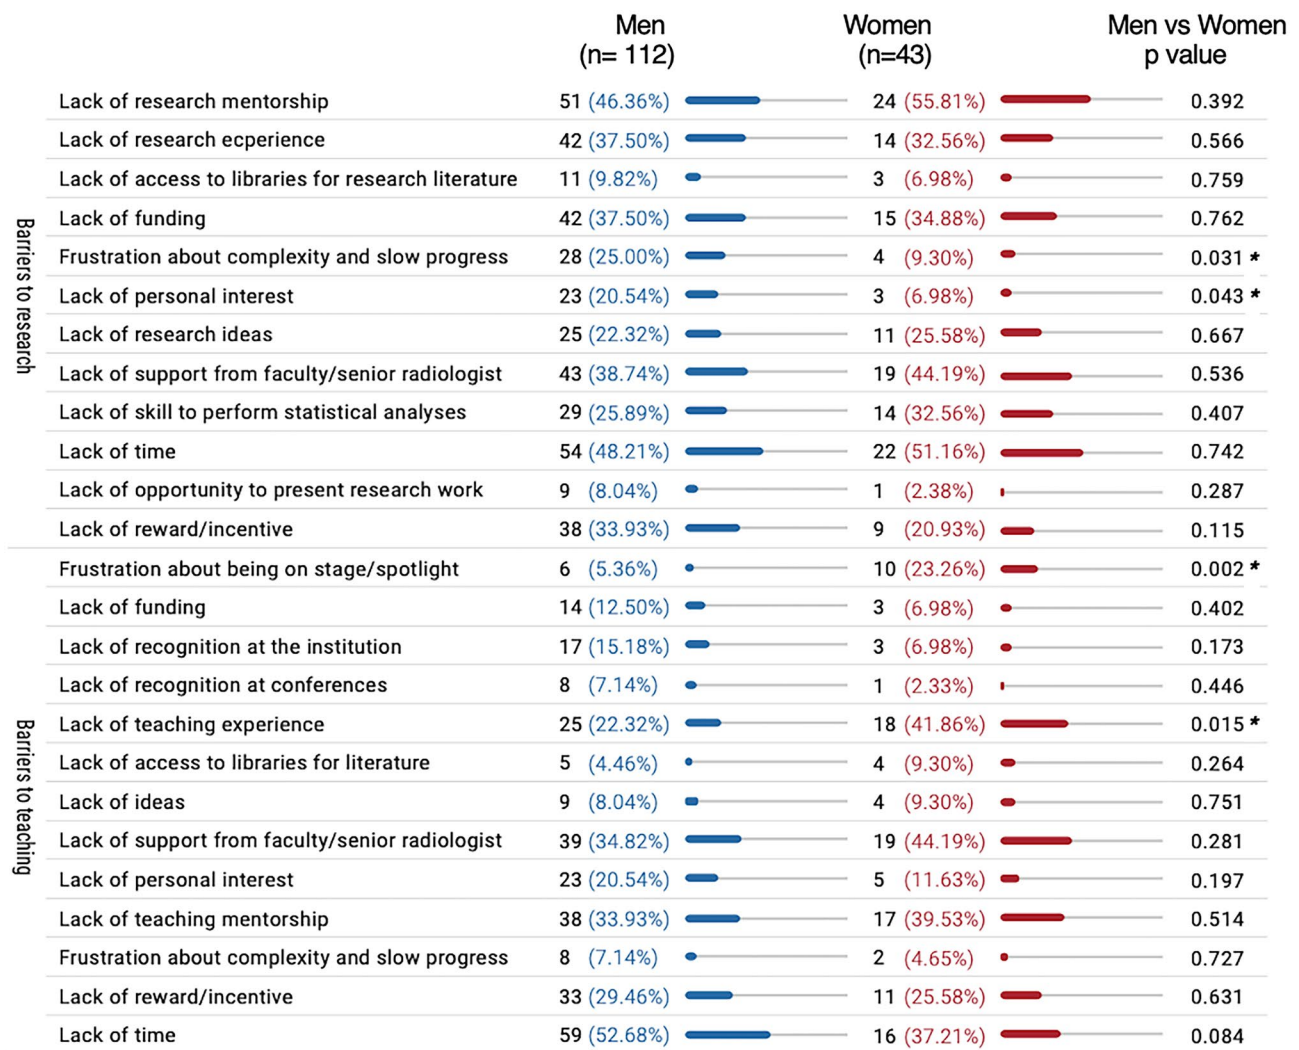 Men Women Men vs Women
(n= 112) (n=43) p value
Barriers to research
Lack of research mentorship 51 (46.36%) 24 (55.81%) 0.392
Lack of research ecperience 42 (37.50%) 14 (32.56%) 0.566
Lack of access to libraries for research literature 11 (9.82%) 3 (6.98%) 0.759
Lack of funding 42 (37.50%) 15 (34.88%) 0.762
Frustration about complexity and slow progress 28 (25.00%) 4 (9.30%) 0.031 *
Lack of personal interest 23 (20.54%) 3 (6.98%) 0.043 *
Lack of research ideas 25 (22.32%) 11 (25.58%) 0.667
Lack of support from faculty/senior radiologist 43 (38.74%) 19 (44.19%) 0.536
Lack of skill to perform statistical analyses 29 (25.89%) 14 (32.56%) 0.407
Lack of time 54 (48.21%) 22 (51.16%) 0.742
Lack of opportunity to present research work 9 (8.04%) 1 (2.38%) 0.287
Lack of reward/incentive 38 (33.93%) 9 (20.93%) 0.115
Barriers to teaching
Frustration about being on stage/spotlight 6 (5.36%) 10 (23.26%) 0.002 *
Lack of funding 14 (12.50%) 3 (6.98%) 0.402
Lack of recognition at the institution 17 (15.18%) 3 (6.98%) 0.173
Lack of recognition at conferences 8 (7.14%) 1 (2.33%) 0.446
Lack of teaching experience 25 (22.32%) 18 (41.86%) 0.015 *
Lack of access to libraries for literature 5 (4.46%) 4 (9.30%) 0.264
Lack of ideas 9 (8.04%) 4 (9.30%) 0.751
Lack of support from faculty/senior radiologist 39 (34.82%) 19 (44.19%) 0.281
Lack of personal interest 23 (20.54%) 5 (11.63%) 0.197
Lack of teaching mentorship 38 (33.93%) 17 (39.53%) 0.514
Frustration about complexity and slow progress 8 (7.14%) 2 (4.65%) 0.727
Lack of reward/incentive 33 (29.46%) 11 (25.58%) 0.631
Lack of time 59 (52.68%) 16 (37.21%) 0.084